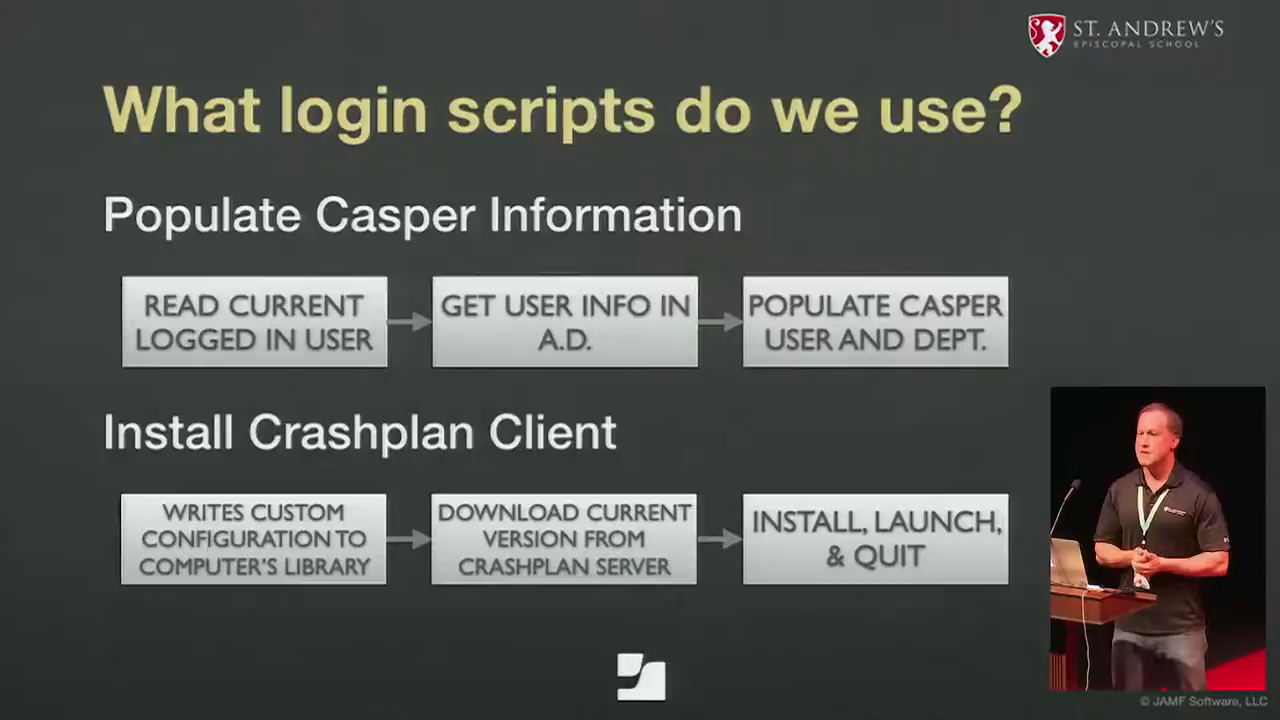 ST. ANDREW'S
EPISCOPAL SCHOOL
What login scripts do we use?
Populate Casper Information
READ CURRENT
LOGGED IN USER
GET USER INFO IN
A.D.
POPULATE CASPER
USER AND DEPT.
Install Crashplan Client
WRITES CUSTOM
CONFIGURATION TO
COMPUTER'S LIBRARY
DOWNLOAD CURRENT
VERSION FROM
CRASHPLAN SERVER
INSTALL, LAUNCH,
& QUIT
© JAMF Software, LLC